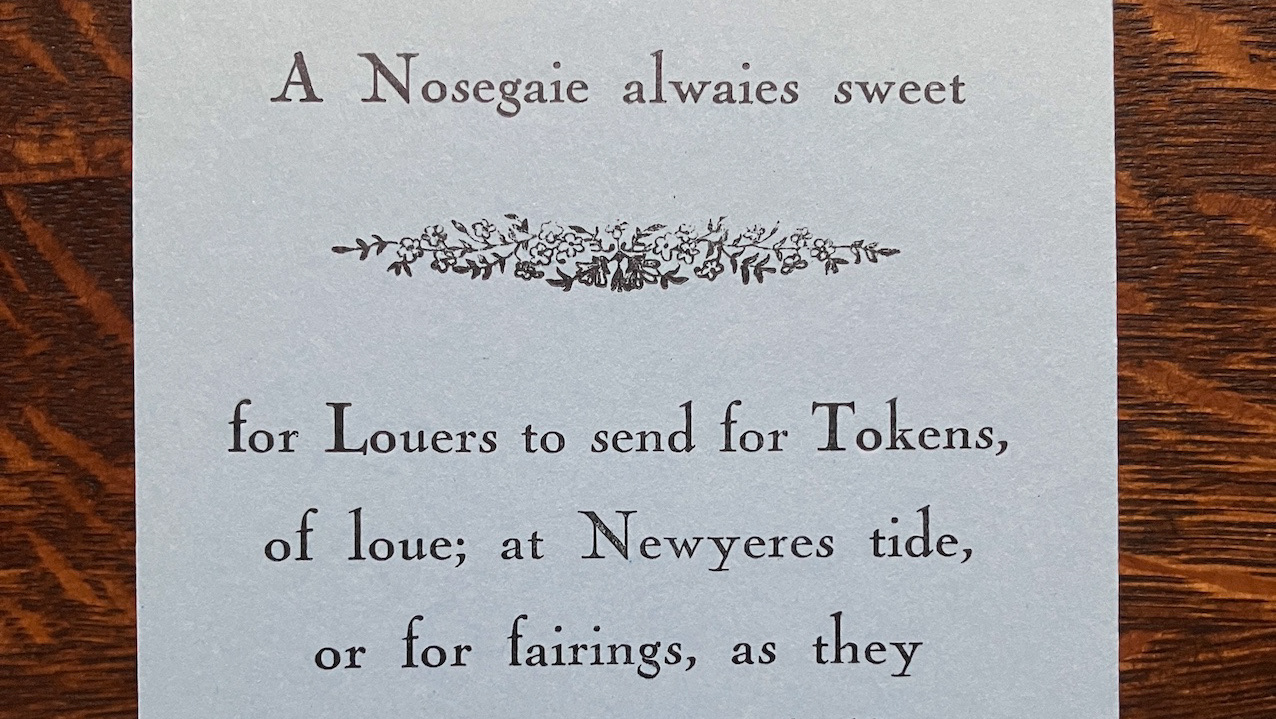 A Nosegaie alwaies sweet
for Louers to send for Tokens,
of loue; at Newyeres tide,
or for fairings, as they